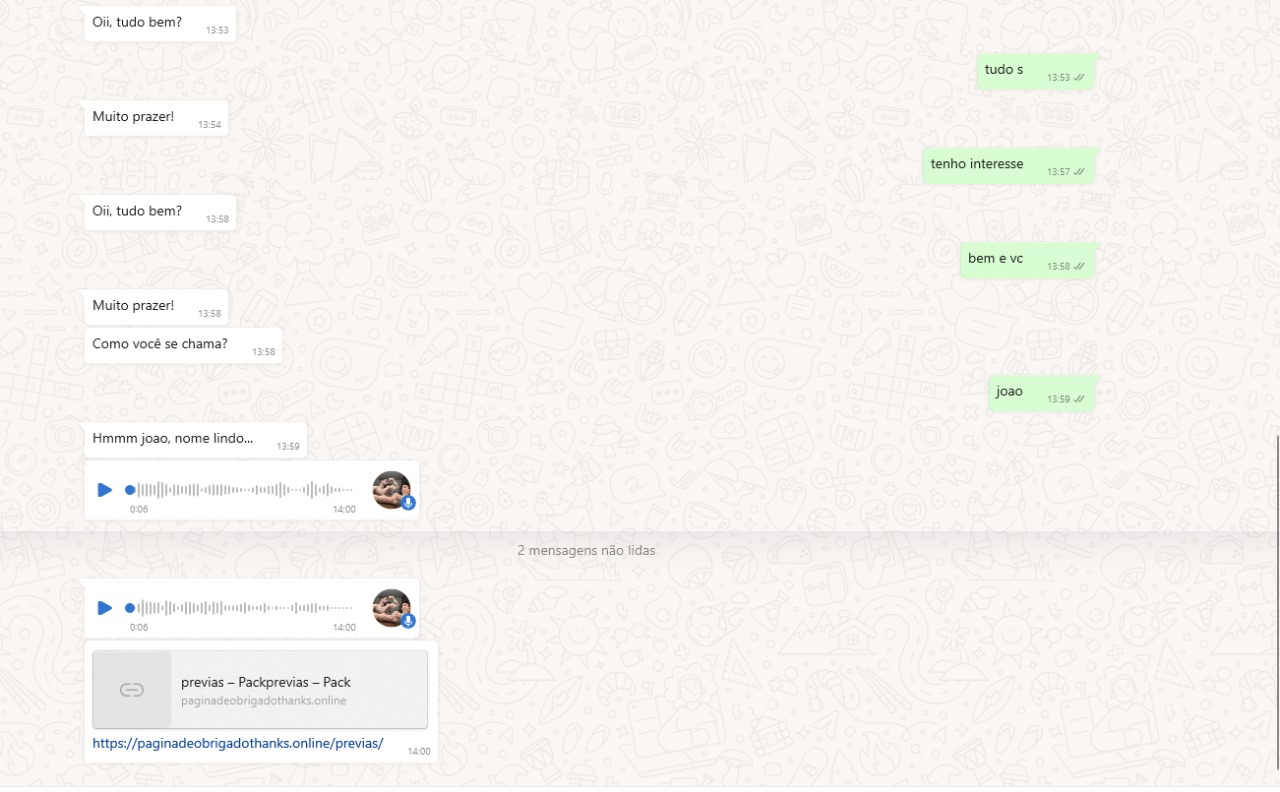 Oii, tudo bem?
13:53
tudo s
13:53
Muito prazer!
13:54
tenho interesse
13:57
Oii, tudo bem?
13:58
bem e vc
13:58
Muito prazer!
13:58
Como você se chama?
13:58
joao
13:59
Hmmm joao, nome lindo...
13:59
0:06
14:00
2 mensagens não lidas
0:06
14:00
previas – Packprevias – Pack
paginadeobrigadothanks.online
https://paginadeobrigadothanks.online/previas/
14:00